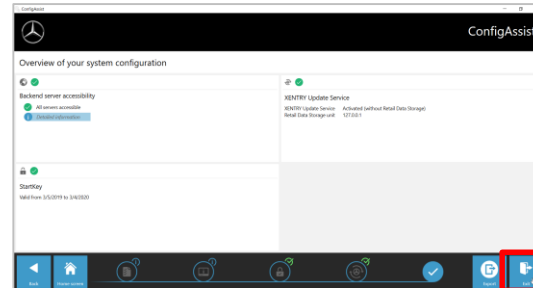 ConfigAssist
ConfigAssist
Overview of your system configuration
Backend server accessibility
All servers accessible
Detailed information
XENTRY Update Service
XENTRY Update Service Activated (without Retail Data Storage)
Retail Data Storage unit 127.0.0.1
StartKey
Valid from 3/5/2019 to 3/4/2020
Back
Home screen
Report
Exit